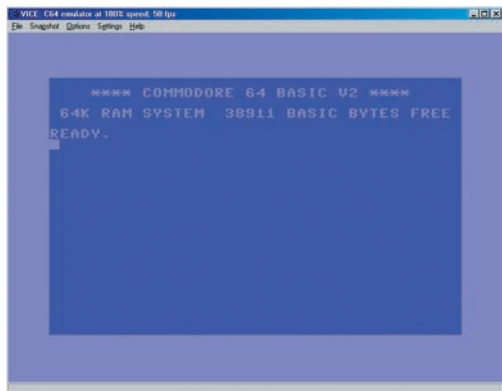 VICE: C64 emulator at 100% speed, 50 fps
File Snapshot Options Settings Help
**** COMMODORE 64 BASIC V2 ****
64K RAM SYSTEM 38911 BASIC BYTES FREE
READY.